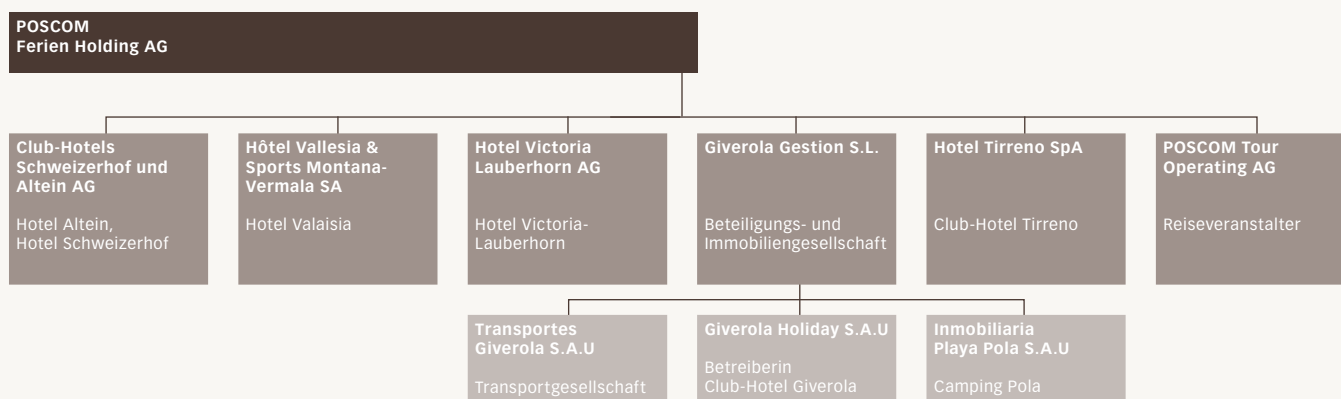 POSCOM
Ferien Holding AG
Club-Hotels
Schweizerhof und
Altein AG
Hotel Altein,
Hotel Schweizerhof
Hôtel Vallesia &
Sports Montana-
Vermala SA
Hotel Valaisia
Hotel Victoria
Lauberhorn AG
Hotel Victoria-
Lauberhorn
Giverola Gestion S.L.
Beteiligungs- und
Immobiliengesellschaft
Hotel Tirreno SpA
Club-Hotel Tirreno
POSCOM Tour
Operating AG
Reiseveranstalter
Transportes
Giverola S.A.U
Transportgesellschaft
Giverola Holiday S.A.U
Betreiberin
Club-Hotel Giverola
Inmobiliaria
Playa Pola S.A.U
Camping Pola